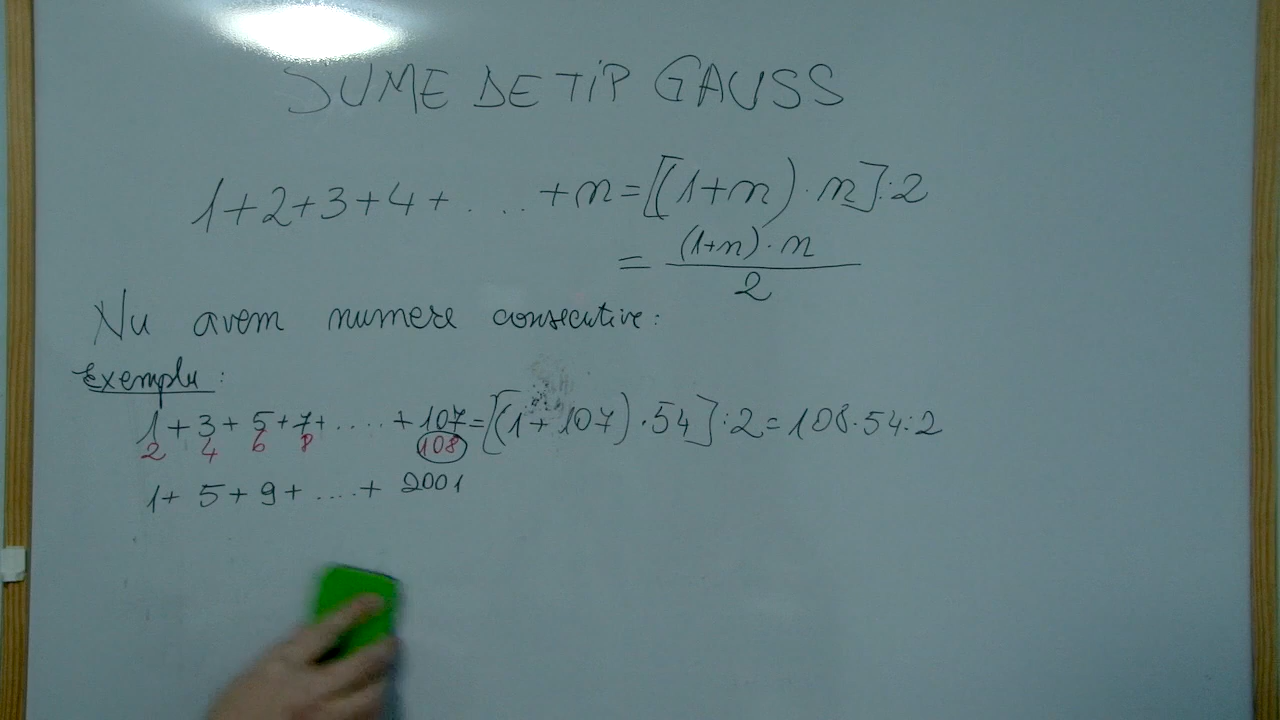 SUME DE TIP GAUSS
1+2+3+4+.....+n=[(1+n)·n]:2
=(1+n)·n/2
Nu avem numere consecutive:
Exemplu:
1+3+5+7+....+107=[(1+107)·54]:2=108·54:2
2 4 6 8 108
1+5+9+....+2001